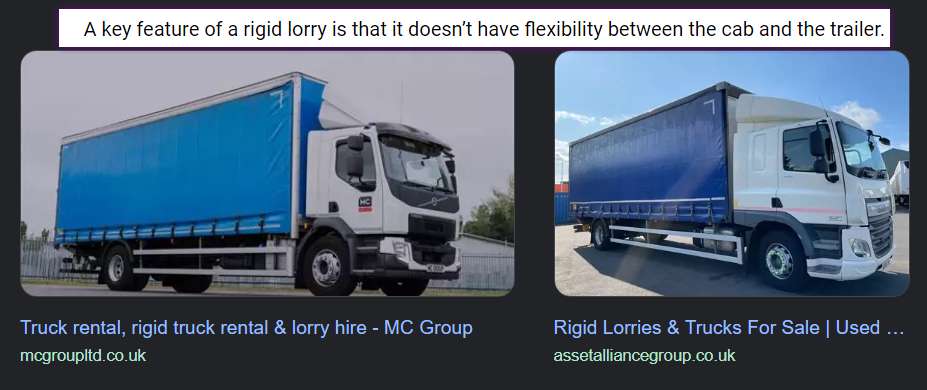 A key feature of a rigid lorry is that it doesn’t have flexibility between the cab and the trailer.
HC
Truck rental, rigid truck rental & lorry hire - MC Group
mcgroupltd.co.uk
Rigid Lorries & Trucks For Sale | Used …
assetalliancegroup.co.uk